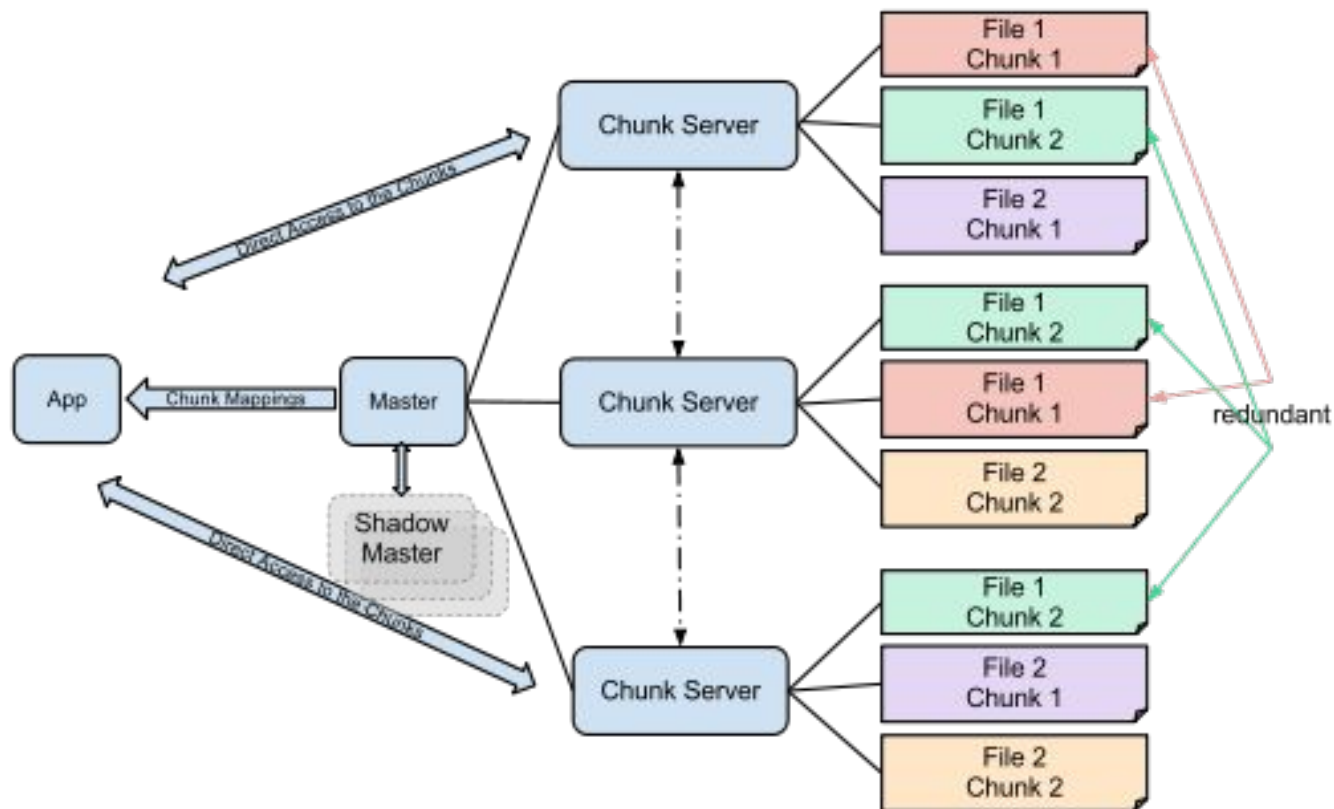 File 1
Chunk 1
File 1
Chunk 2
File 2
Chunk 1
Chunk Server
Direct Access to the Chunks
File 1
Chunk 2
File 1
Chunk 1
File 2
Chunk 2
redundant
App
Chunk Mappings
Master
Chunk Server
Shadow
Master
Direct Access to the Chunks
File 1
Chunk 2
File 2
Chunk 1
File 2
Chunk 2
Chunk Server